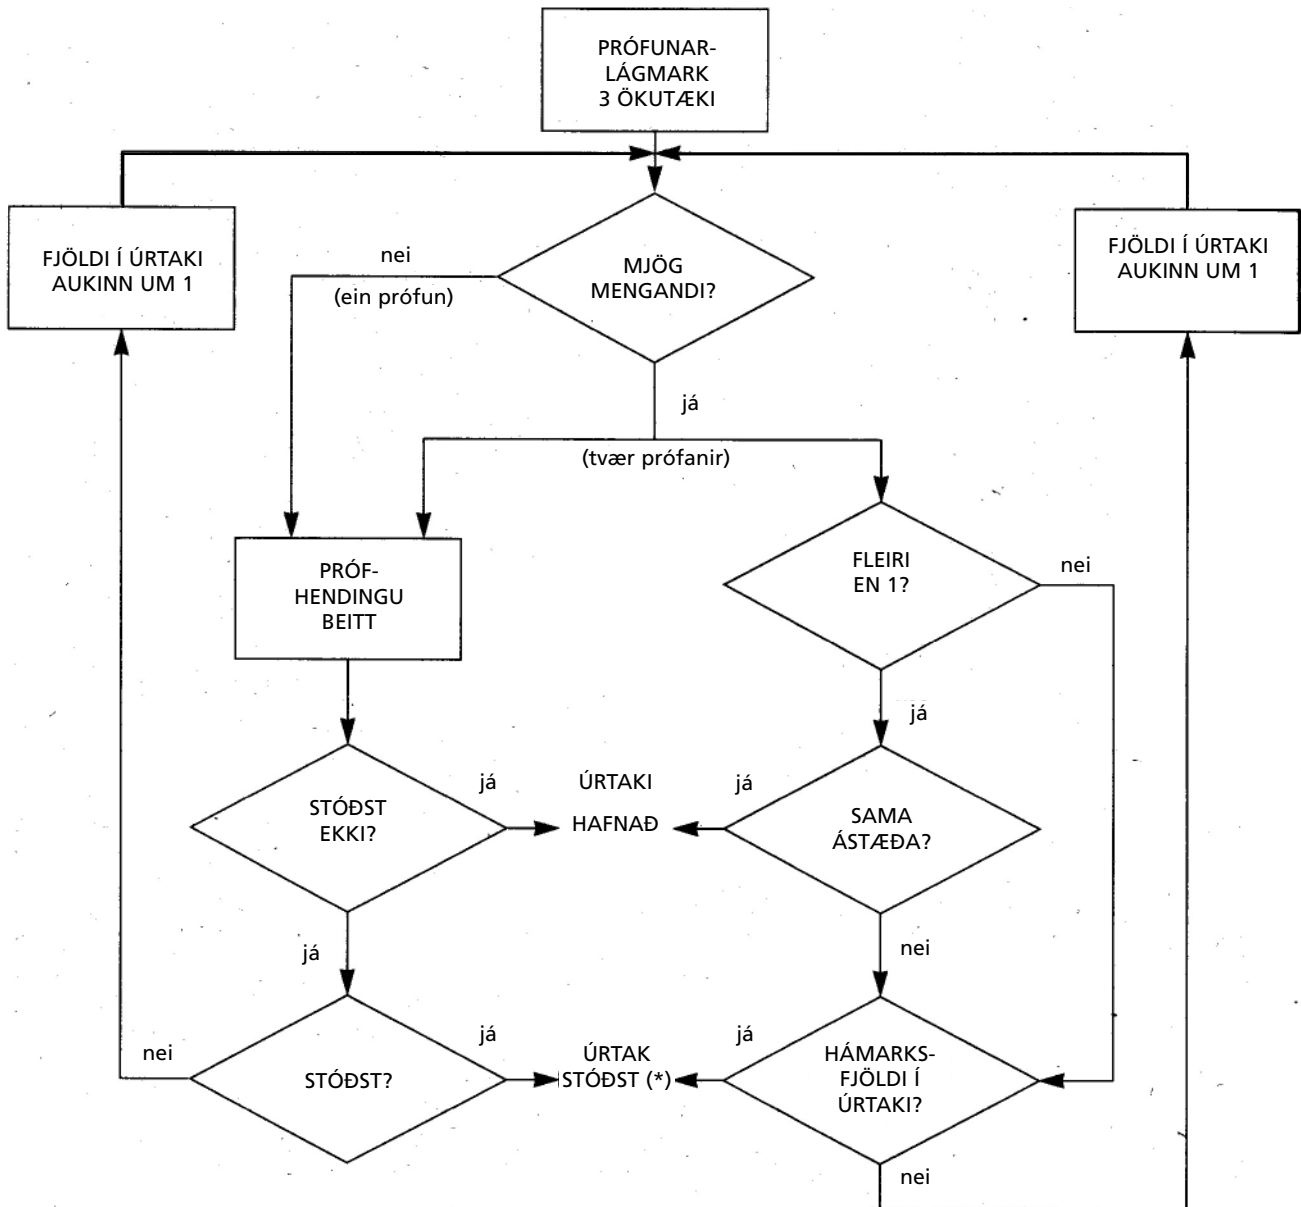 PRÓFUNAR-
LÁGMARK
3 ÖKUTÆKI
FJÖLDI Í ÚRTAKI
AUKINN UM 1
nei
(ein prófun)
MJÖG
MENGANDI?
FJÖLDI Í ÚRTAKI
AUKINN UM 1
já
(tvær prófanir)
PRÓF-
HENDINGU
BEITT
FLEIRI
EN 1?
nei
já
STÓÐST
EKKI?
já
ÚRTAKI
HAFNAÐ
já
SAMA
ÁSTÆÐA?
já
nei
nei
STÓÐST?
já
ÚRTAK
STÓÐST (*)
já
HÁMARKS-
FJÖLDI Í
ÚRTAKI?
nei